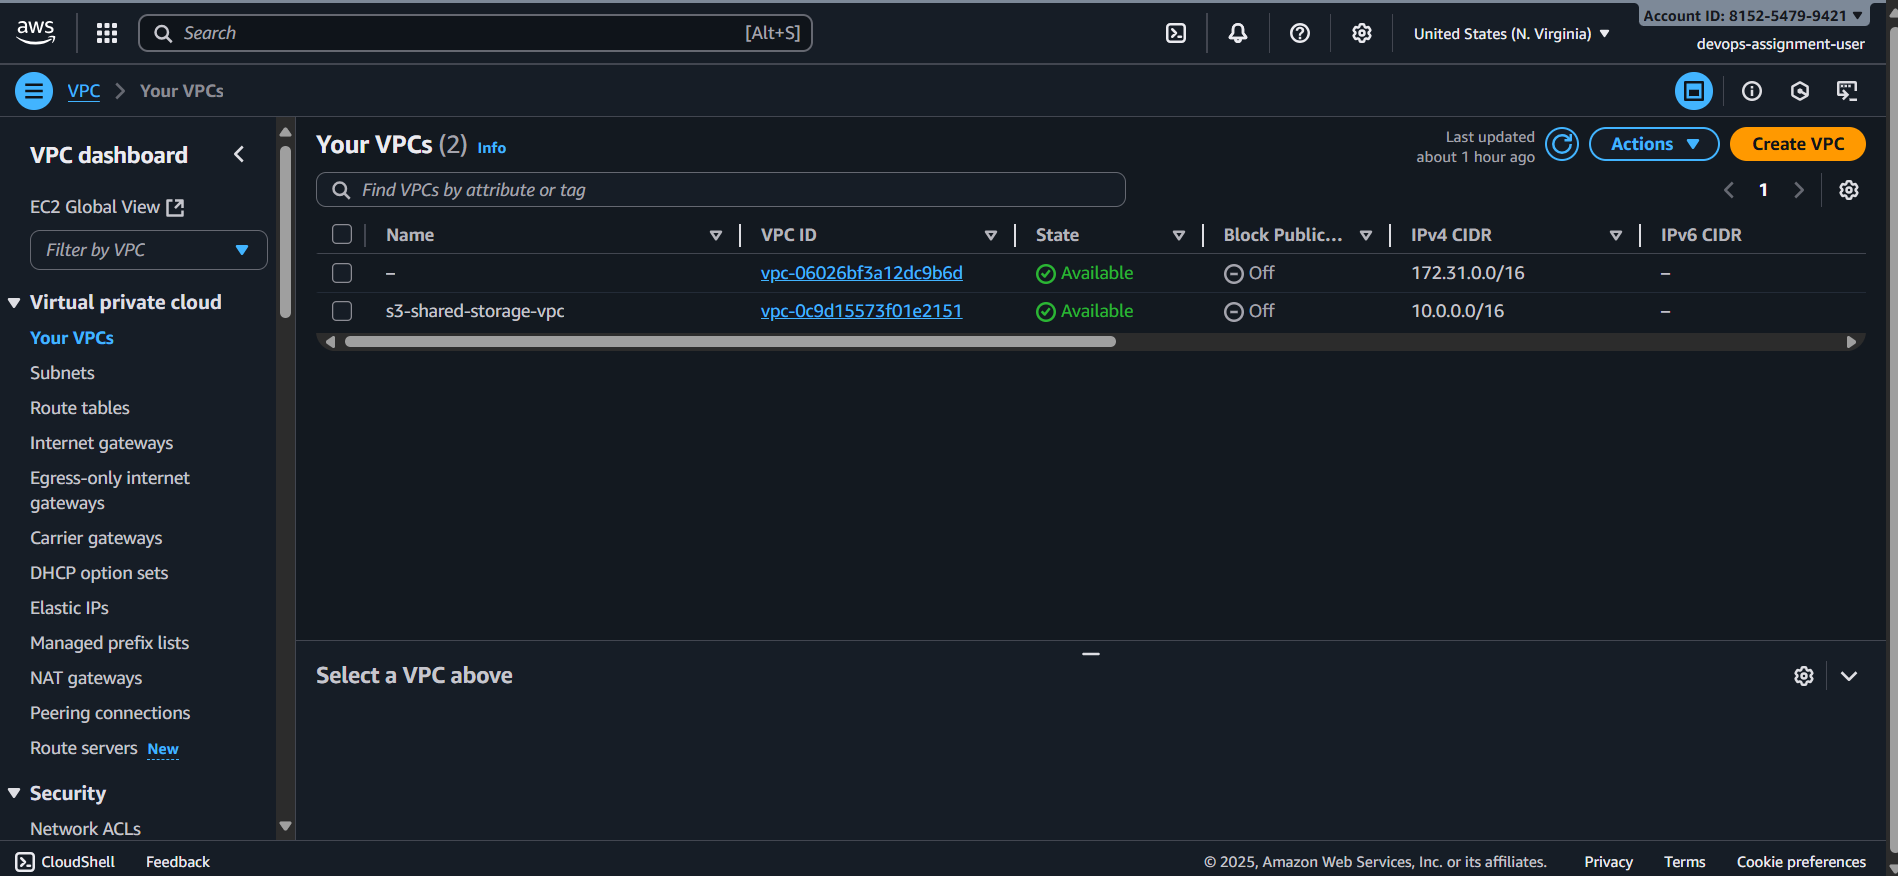 aws
Search [Alt+S]
United States (N. Virginia)
Account ID: 8152-5479-9421
devops-assignment-user
VPC Your VPCs
VPC dashboard
EC2 Global View
Filter by VPC
Virtual private cloud
Your VPCs
Subnets
Route tables
Internet gateways
Egress-only internet
gateways
Carrier gateways
DHCP option sets
Elastic IPs
Managed prefix lists
NAT gateways
Peering connections
Route servers New
Security
Network ACLs
Your VPCs (2) Info
Last updated
about 1 hour ago
Actions
Create VPC
Find VPCs by attribute or tag
1
Name VPC ID State Block Public... IPv4 CIDR IPv6 CIDR
– vpc-06026bf3a12dc9b6d Available Off 172.31.0.0/16 –
s3-shared-storage-vpc vpc-0c9d15573f01e2151 Available Off 10.0.0.0/16 –
Select a VPC above
CloudShell Feedback © 2025, Amazon Web Services, Inc. or its affiliates. Privacy Terms Cookie preferences